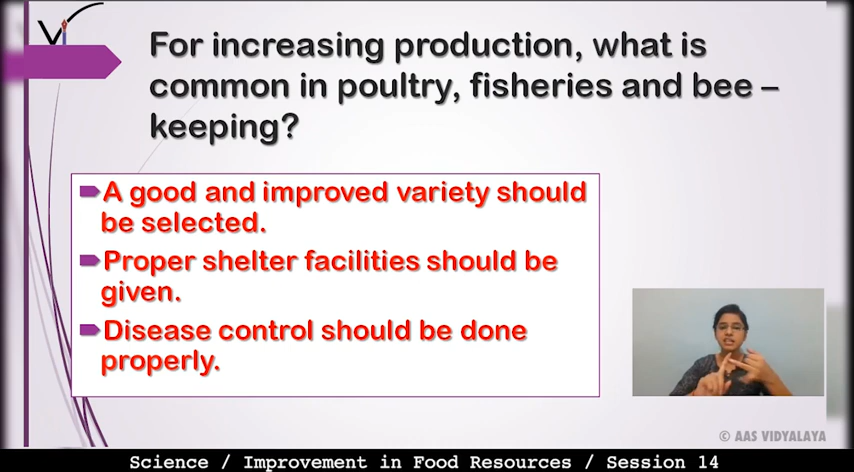 For increasing production, what is
common in poultry, fisheries and bee –
keeping?
A good and improved variety should
be selected.
Proper shelter facilities should be
given.
Disease control should be done
properly.
© AAS VIDYALAYA
Science / Improvement in Food Resources / Session 14